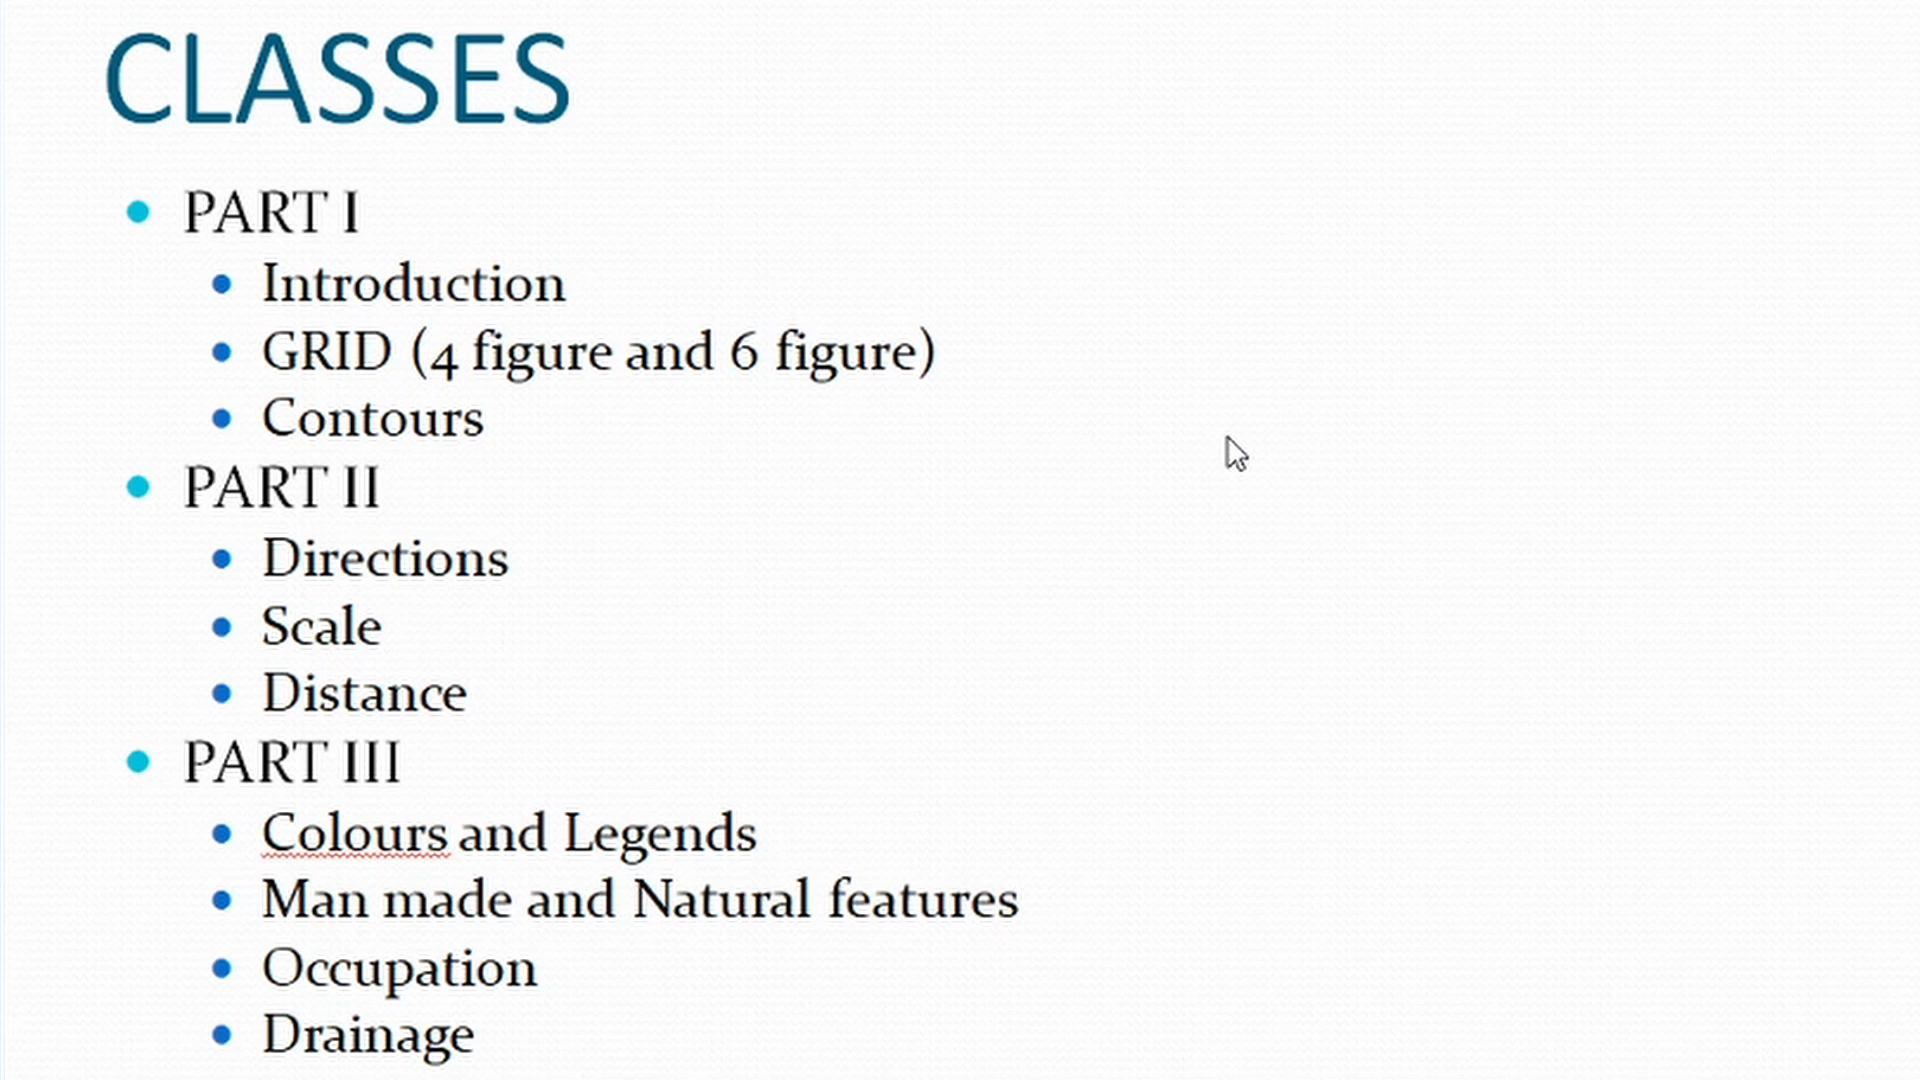 CLASSES
PART I
Introduction
GRID (4 figure and 6 figure)
Contours
PART II
Directions
Scale
Distance
PART III
Colours and Legends
Man made and Natural features
Occupation
Drainage